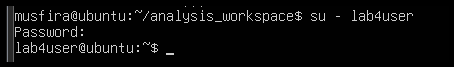 musfira@ubuntu:~/analysis_workspace$ su - lab4user
Password:
lab4user@ubuntu:~$ _